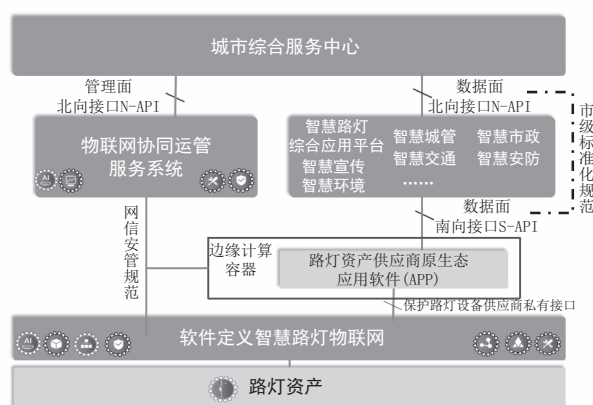 城市综合服务中心
管理面
北向接口N-API
数据面
北向接口N-API
物联网协同运管
服务系统
AI
智慧路灯
综合应用平台
智慧宣传
智慧环境
智慧城管
智慧交通
智慧市政
智慧安防
……
市级标准化规范
数据面
南向接口S-API
网信安管规范
边缘计算
容器
路灯资产供应商原生态
应用软件(APP)
保护路灯设备供应商私有接口
AI
软件定义智慧路灯物联网
路灯资产